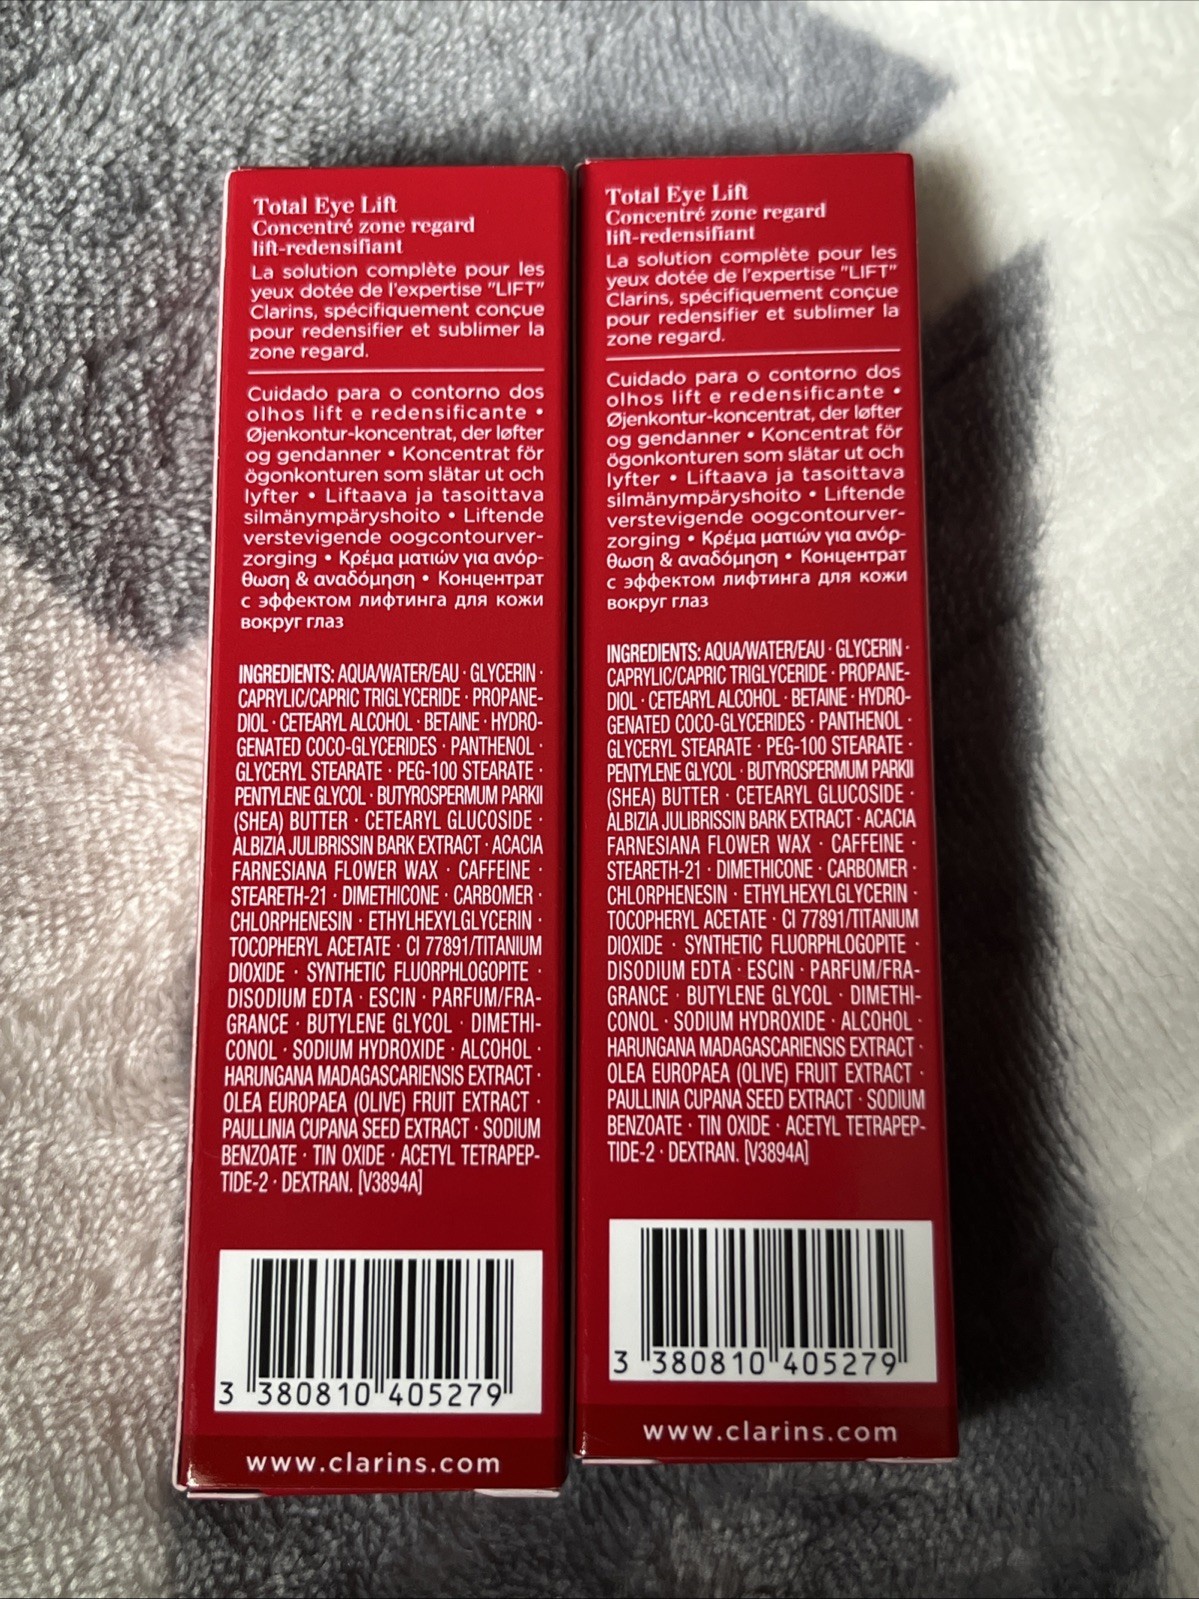 Total Eye Lift
Concentré zone regard
lift-redensifiant
La solution complète pour les
yeux dotée de l'expertise "LIFT"
Clarins, spécifiquement conçue
pour redensifier et sublimer la
zone regard.
Cuidado para o contorno dos
olhos lift e redensificante •
Øjenkontur-koncentrat, der løfter
og gendanner • Koncentrat för
ögonkonturen som slätar ut och
lyfter • Liftaava ja tasoittava
silmänympäryshoito • Liftende
verstevigende oogcontourver-
zorging • Κρέμα ματιών για ανόρ-
θωση & αναδόμηση • Концентрат
с эффектом лифтинга для кожи
вокруг глаз
INGREDIENTS: AQUA/WATER/EAU · GLYCERIN ·
CAPRYLIC/CAPRIC TRIGLYCERIDE · PROPANE-
DIOL · CETEARYL ALCOHOL · BETAINE · HYDRO-
GENATED COCO-GLYCERIDES · PANTHENOL ·
GLYCERYL STEARATE · PEG-100 STEARATE ·
PENTYLENE GLYCOL · BUTYROSPERMUM PARKII
(SHEA) BUTTER · CETEARYL GLUCOSIDE ·
ALBIZIA JULIBRISSIN BARK EXTRACT · ACACIA
FARNESIANA FLOWER WAX · CAFFEINE ·
STEARETH-21 · DIMETHICONE · CARBOMER ·
CHLORPHENESIN · ETHYLHEXYLGLYCERIN ·
TOCOPHERYL ACETATE · CI 77891/TITANIUM
DIOXIDE · SYNTHETIC FLUORPHLOGOPITE ·
DISODIUM EDTA · ESCIN · PARFUM/FRA-
GRANCE · BUTYLENE GLYCOL · DIMETHI-
CONOL · SODIUM HYDROXIDE · ALCOHOL ·
HARUNGANA MADAGASCARIENSIS EXTRACT ·
OLEA EUROPAEA (OLIVE) FRUIT EXTRACT ·
PAULLINIA CUPANA SEED EXTRACT · SODIUM
BENZOATE · TIN OXIDE · ACETYL TETRAPEP-
TIDE-2 · DEXTRAN. [V3894A]
3 380810 405279
www.clarins.com
Total Eye Lift
Concentré zone regard
lift-redensifiant
La solution complète pour les
yeux dotée de l'expertise "LIFT"
Clarins, spécifiquement conçue
pour redensifier et sublimer la
zone regard.
Cuidado para o contorno dos
olhos lift e redensificante •
Øjenkontur-koncentrat, der løfter
og gendanner • Koncentrat för
ögonkonturen som slätar ut och
lyfter • Liftaava ja tasoittava
silmänympäryshoito • Liftende
verstevigende oogcontourver-
zorging • Κρέμα ματιών για ανόρ-
θωση & αναδόμηση • Концентрат
с эффектом лифтинга для кожи
вокруг глаз
INGREDIENTS: AQUA/WATER/EAU · GLYCERIN ·
CAPRYLIC/CAPRIC TRIGLYCERIDE · PROPANE-
DIOL · CETEARYL ALCOHOL · BETAINE · HYDRO-
GENATED COCO-GLYCERIDES · PANTHENOL ·
GLYCERYL STEARATE · PEG-100 STEARATE ·
PENTYLENE GLYCOL · BUTYROSPERMUM PARKII
(SHEA) BUTTER · CETEARYL GLUCOSIDE ·
ALBIZIA JULIBRISSIN BARK EXTRACT · ACACIA
FARNESIANA FLOWER WAX · CAFFEINE ·
STEARETH-21 · DIMETHICONE · CARBOMER ·
CHLORPHENESIN · ETHYLHEXYLGLYCERIN ·
TOCOPHERYL ACETATE · CI 77891/TITANIUM
DIOXIDE · SYNTHETIC FLUORPHLOGOPITE ·
DISODIUM EDTA · ESCIN · PARFUM/FRA-
GRANCE · BUTYLENE GLYCOL · DIMETHI-
CONOL · SODIUM HYDROXIDE · ALCOHOL ·
HARUNGANA MADAGASCARIENSIS EXTRACT ·
OLEA EUROPAEA (OLIVE) FRUIT EXTRACT ·
PAULLINIA CUPANA SEED EXTRACT · SODIUM
BENZOATE · TIN OXIDE · ACETYL TETRAPEP-
TIDE-2 · DEXTRAN. [V3894A]
3 380810 405279
www.clarins.com